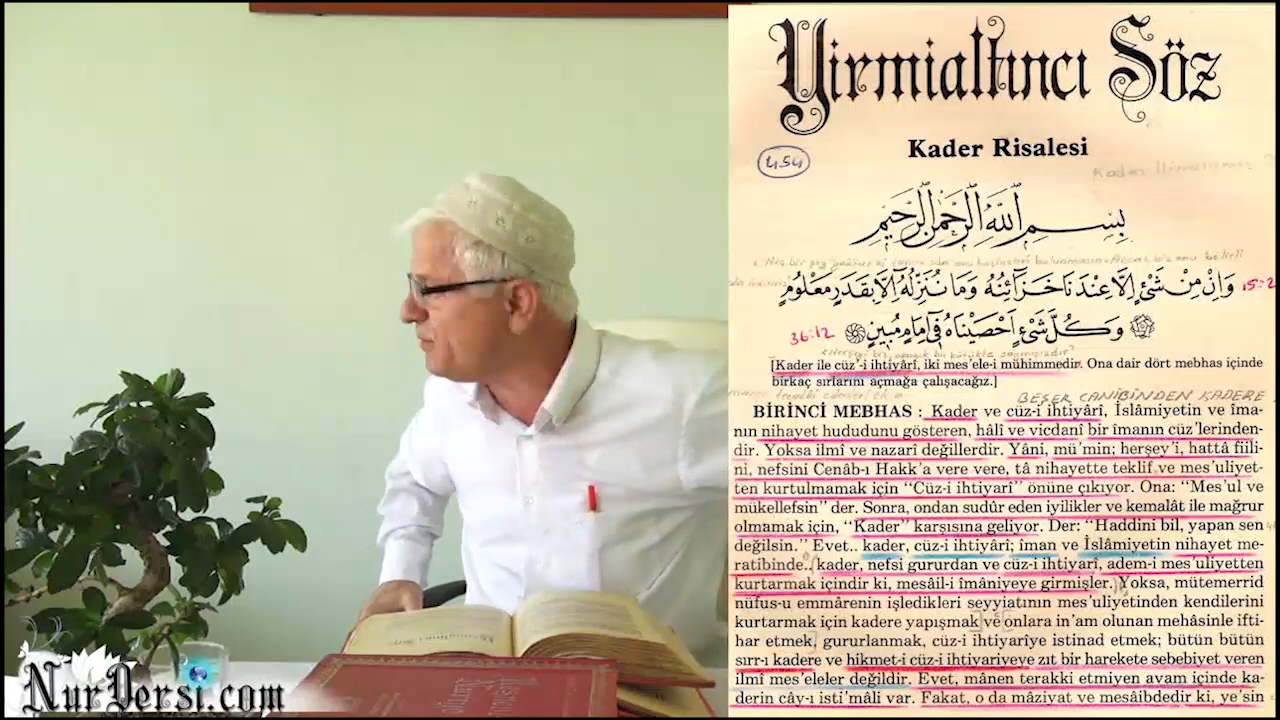 Yirmialtıncı Söz
Kader Risalesi
454
بِسْمِ اللّٰهِ الرَّحْمٰنِ الرَّحِيمِ
وَاِنْ مِنْ شَیْءٍ اِلَّا عِنْدَنَا خَزَٓائِنُهُ وَمَا نُنَزِّلُهُٓ اِلَّا بِقَدَرٍ مَعْلُومٍ
وَكُلَّ شَیْءٍ اَحْصَيْنَاهُ فٖٓى اِمَامٍ مُبِينٍ
36:12
[Kader ile cüz'-i ihtiyârî, iki mes'ele-i mühimmedir. Ona dair dört mebhas içinde
birkaç sırlarını açmağa çalışacağız.]
BEŞER CANİBİNDEN KADERE
BİRİNCİ MEBHAS : Kader ve cüz-i ihtiyârî, İslâmiyetin ve îma-
nın nihayet hududunu gösteren, hâlî ve vicdanî bir îmanın cüz'lerinden-
dir. Yoksa ilmî ve nazarî değillerdir. Yâni, mü'min; herşey'i, hattâ fiili-
ni, nefsini Cenâb-ı Hakk'a vere vere, tâ nihayette teklif ve mes'uliyet-
ten kurtulmamak için "Cüz-i ihtiyarî" önüne çıkıyor. Ona: "Mes'ul ve
mükellefsin" der. Sonra, ondan sudûr eden iyilikler ve kemalât ile mağrur
olmamak için, "Kader" karşısına geliyor. Der: "Haddini bil, yapan sen
değilsin." Evet.. kader, cüz-i ihtiyârî; îman ve İslâmiyetin nihayet me-
ratibinde.. kader, nefsi gururdan ve cüz-i ihtiyarî, adem-i mes'uliyetten
kurtarmak içindir ki, mesâil-i îmâniyeye girmişler. Yoksa, mütemerrid
nüfus-u emmârenin işledikleri seyyiatının mes'uliyetinden kendilerini
kurtarmak için kadere yapışmak ve onlara in'am olunan mehâsinle ifti-
har etmek, gururlanmak, cüz-i ihtiyarîye istinad etmek; bütün bütün
sırr-ı kadere ve hikmet-i cüz-i ihtiyariyeye zıt bir harekete sebebiyet veren
ilmî mes'eleler değildir. Evet, mânen terakki etmiyen avam içinde ka-
derin cây-ı isti'mâli var. Fakat, o da mâziyat ve mesâibdedir ki, ye'sin
Yirmialtıncı Söz
NurDersi.com